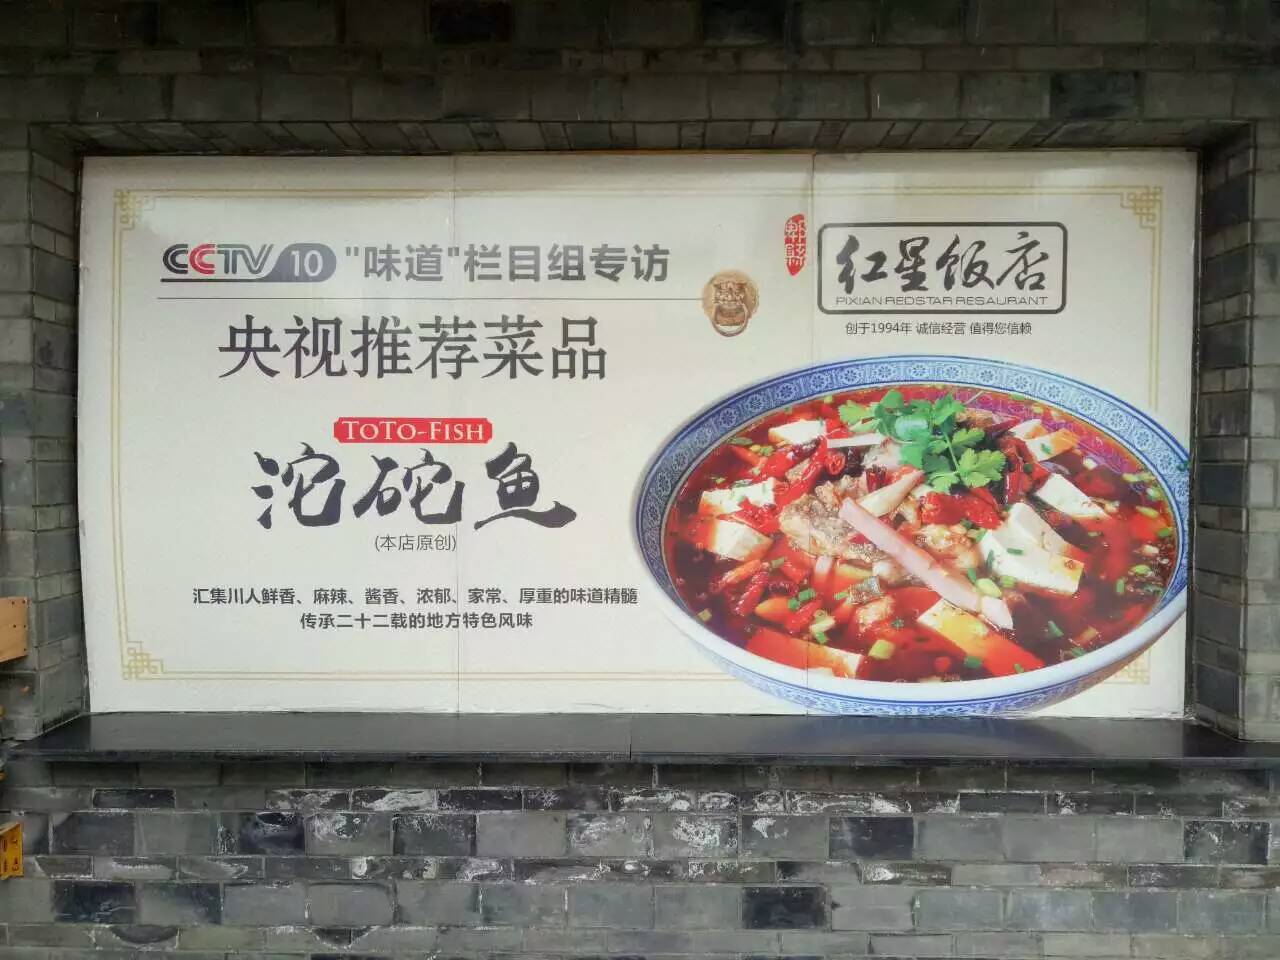 CCTV 10 "味道"栏目组专访
央视推荐菜品
TOTO-FISH
沱砣鱼
(本店原创)
汇集川人鲜香、麻辣、酱香、浓郁、家常、厚重的味道精髓
传承二十二载的地方特色风味
红星饭店
PIXIAN REDSTAR RESAURANT
创于1994年 诚信经营 值得您信赖